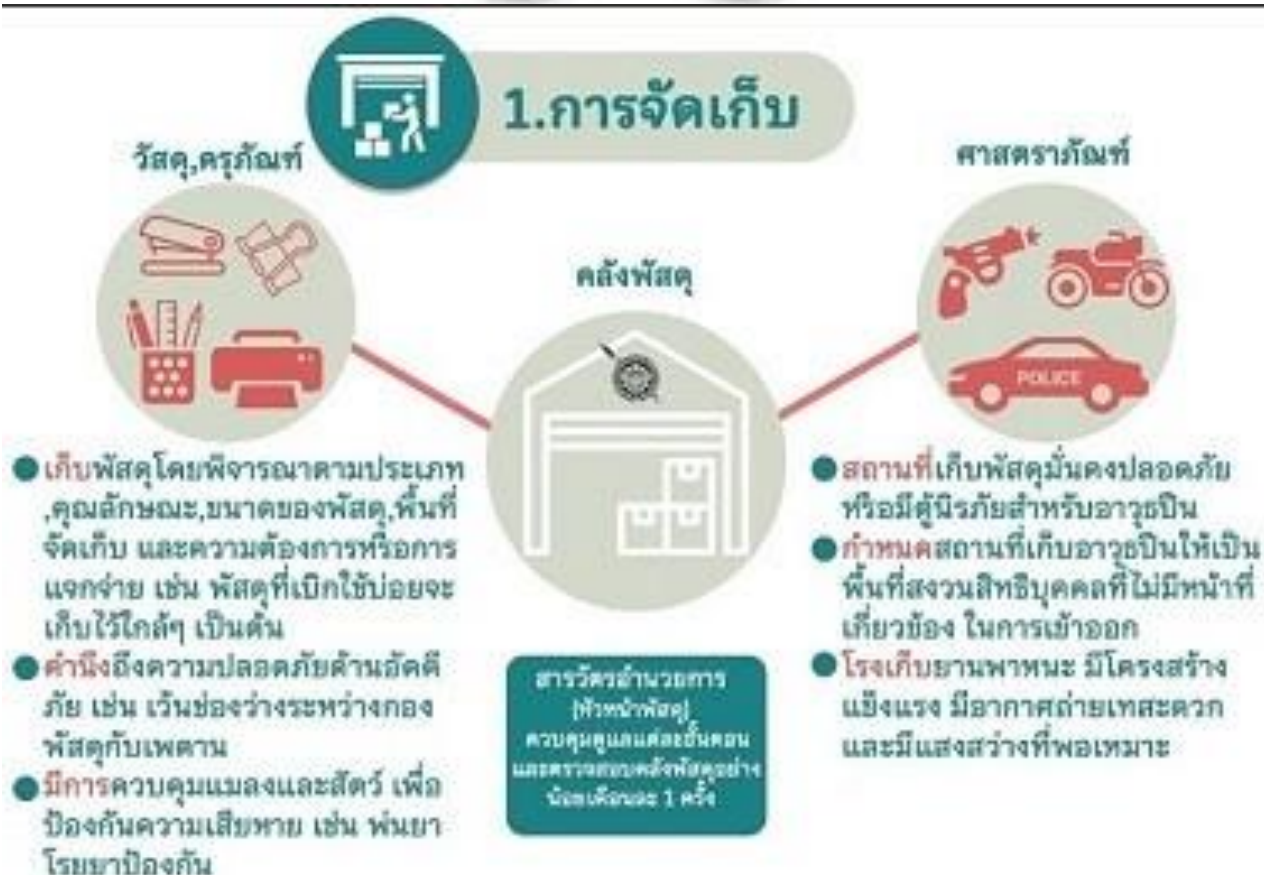 1.การจัดเก็บ
วัสดุ,ครุภัณฑ์
เก็บพัสดุโดยพิจารณาตามประเภท
,คุณลักษณะ,ขนาดของพัสดุ,พื้นที่
จัดเก็บ และความต้องการหรือการ
แจกจ่าย เช่น พัสดุที่เบิกใช้บ่อยจะ
เก็บไว้ใกล้ๆ เป็นต้น
คำนึงถึงความปลอดภัยด้านอัคคี
ภัย เช่น เว้นช่องว่างระหว่างกอง
พัสดุกับเพดาน
มีการควบคุมแมลงและสัตว์ เพื่อ
ป้องกันความเสียหาย เช่น พ่นยา
โรยยาป้องกัน
คลังพัสดุ
สารวัตรอำนวยการ
(หัวหน้าพัสดุ)
ควบคุมดูแลแต่ละขั้นตอน
และตรวจสอบคลังพัสดุอย่าง
น้อยเดือนละ 1 ครั้ง
ศาสตราภัณฑ์
POLICE
สถานที่เก็บพัสดุมั่นคงปลอดภัย
หรือมีตู้นิรภัยสำหรับอาวุธปืน
กำหนดสถานที่เก็บอาวุธปืนให้เป็น
พื้นที่สงวนสิทธิบุคคลที่ไม่มีหน้าที่
เกี่ยวข้อง ในการเข้าออก
โรงเก็บยานพาหนะ มีโครงสร้าง
แข็งแรง มีอากาศถ่ายเทสะดวก
และมีแสงสว่างที่พอเหมาะ